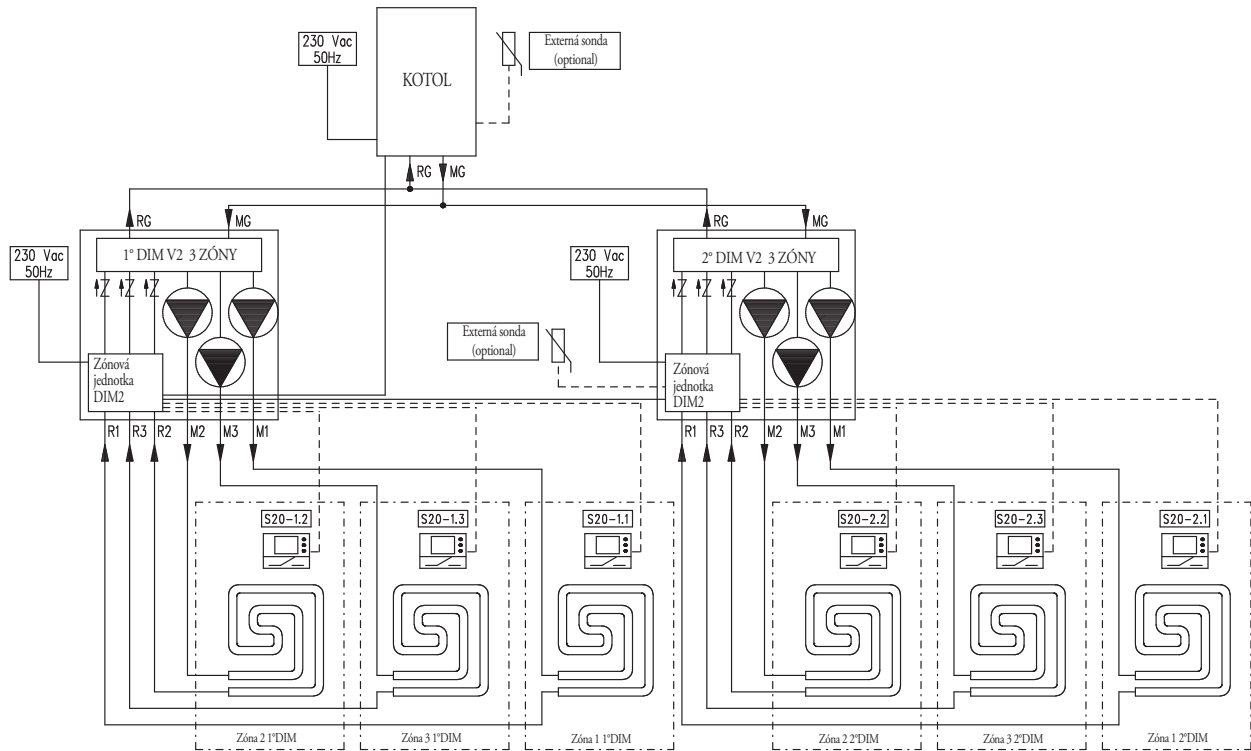 230 Vac
50Hz
KOTOL
Externá sonda
(optional)
RG
MG
RG
MG
RG
MG
230 Vac
50Hz
1° DIM V2 3 ZÓNY
230 Vac
50Hz
2° DIM V2 3 ZÓNY
Externá sonda
(optional)
Zónová
jednotka
DIM2
Zónová
jednotka
DIM2
R1
R3
R2
M2
M3
M1
R1
R3
R2
M2
M3
M1
S20-1.2
S20-1.3
S20-1.1
S20-2.2
S20-2.3
S20-2.1
Zóna 2 1°DIM
Zóna 3 1°DIM
Zóna 1 1°DIM
Zóna 2 2°DIM
Zóna 3 2°DIM
Zóna 1 2°DIM